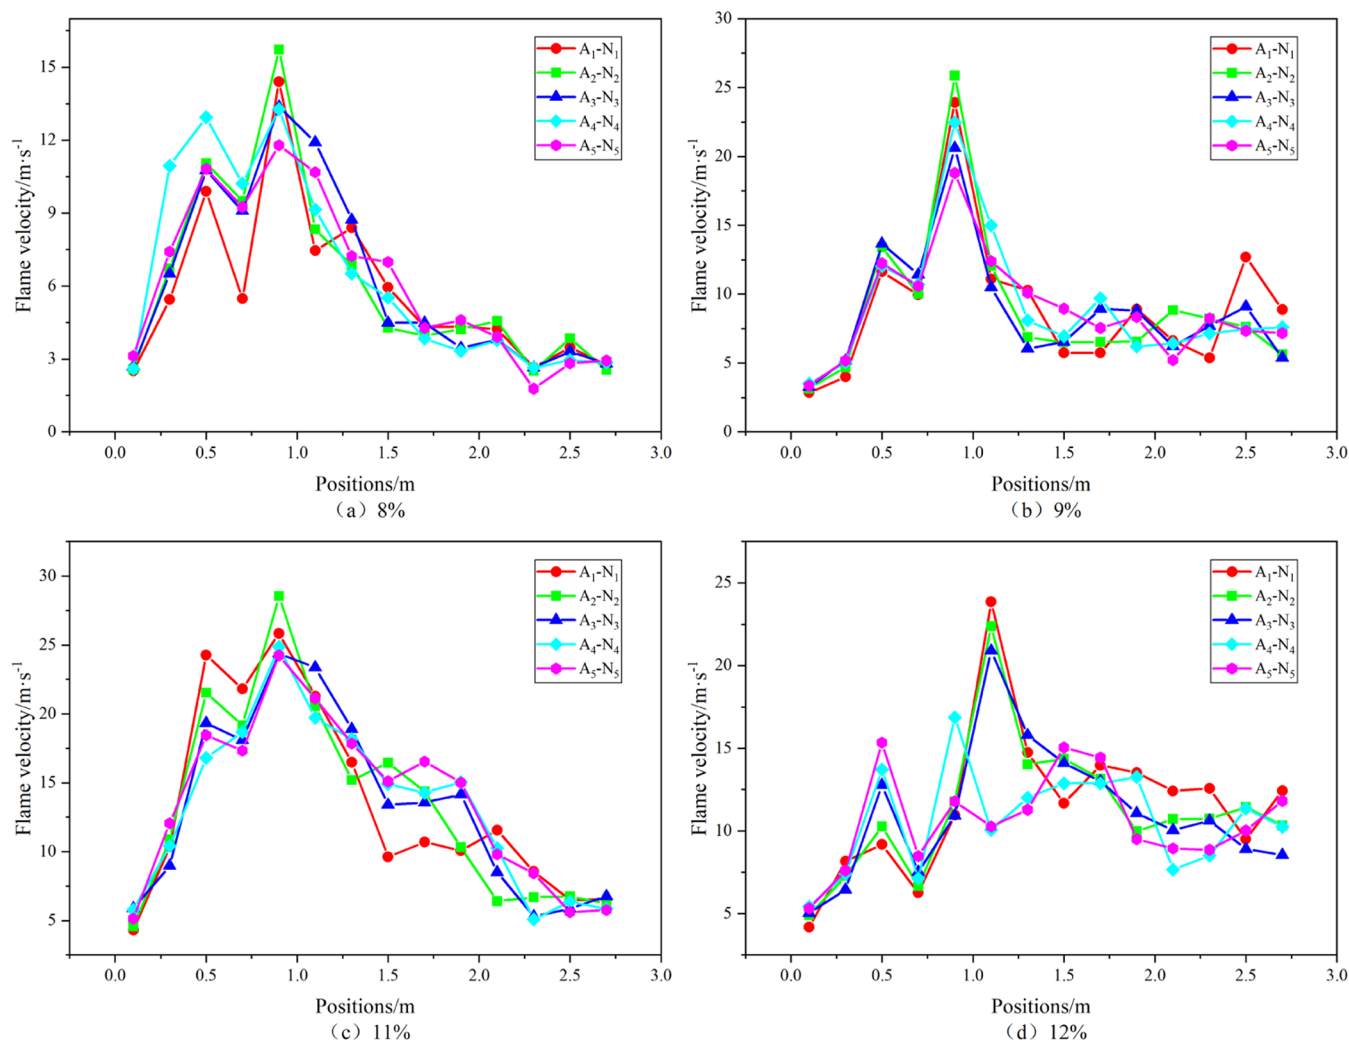 A₁-N₁
A₂-N₂
A₃-N₃
A₄-N₄
A₅-N₅
Flame velocity/m·s⁻¹
15
12
9
6
3
0
0.0 0.5 1.0 1.5 2.0 2.5 3.0
Positions/m
（a）8%
A₁-N₁
A₂-N₂
A₃-N₃
A₄-N₄
A₅-N₅
Flame velocity/m·s⁻¹
30
25
20
15
10
5
0
0.0 0.5 1.0 1.5 2.0 2.5 3.0
Positions/m
（b）9%
A₁-N₁
A₂-N₂
A₃-N₃
A₄-N₄
A₅-N₅
Flame velocity/m·s⁻¹
30
25
20
15
10
5
0.0 0.5 1.0 1.5 2.0 2.5 3.0
Positions/m
（c）11%
A₁-N₁
A₂-N₂
A₃-N₃
A₄-N₄
A₅-N₅
Flame velocity/m·s⁻¹
25
20
15
10
5
0.0 0.5 1.0 1.5 2.0 2.5 3.0
Positions/m
（d）12%